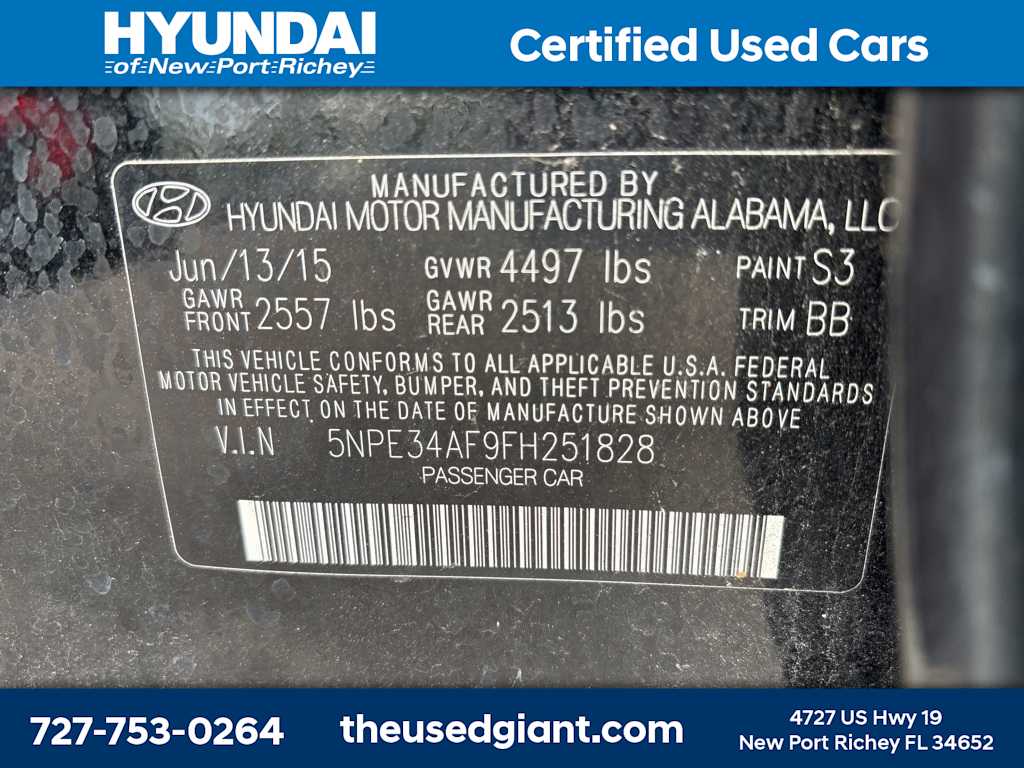 HYUNDAI
of New Port Richey
Certified Used Cars
MANUFACTURED BY
HYUNDAI MOTOR MANUFACTURING ALABAMA, LLC
Jun/13/15 GVWR 4497 lbs PAINT S3
GAWR FRONT 2557 lbs GAWR REAR 2513 lbs TRIM BB
THIS VEHICLE CONFORMS TO ALL APPLICABLE U.S.A. FEDERAL
MOTOR VEHICLE SAFETY, BUMPER, AND THEFT PREVENTION STANDARDS
IN EFFECT ON THE DATE OF MANUFACTURE SHOWN ABOVE
V.I.N 5NPE34AF9FH251828
PASSENGER CAR
727-753-0264
theusedgiant.com
4727 US Hwy 19
New Port Richey FL 34652